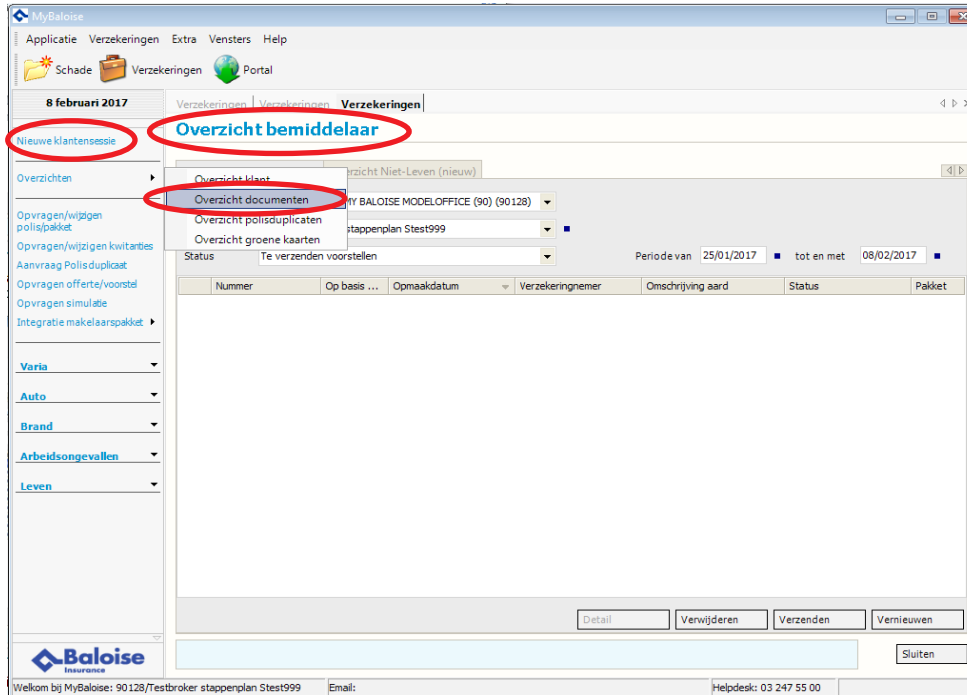 MyBaloise
Applicatie Verzekeringen Extra Vensters Help
Schade Verzekeringen Portal
8 februari 2017
Verzekeringen Verzekeringen Verzekeringen
Nieuwe klantensessie
Overzicht bemiddelaar
Overzichten
Overzicht klant
Overzicht documenten
Overzicht polisduplicaten
Overzicht groene kaarten
erzicht Niet-Leven (nieuw)
MY BALOISE MODELOFFICE (90) (90128)
stappenplan Stest999
Status Te verzenden voorstellen Periode van 25/01/2017 tot en met 08/02/2017
Nummer Op basis ... Opmaakdatum Verzekeringnemer Omschrijving aard Status Pakket
Opvragen/wijzigen
polis/pakket
Opvragen/wijzigen kwitanties
Aanvraag Polisduplicaat
Opvragen offerte/voorstel
Opvragen simulatie
Integratie makelaarspakket
Varia
Auto
Brand
Arbeidsongevallen
Leven
Detail Verwijderen Verzenden Vernieuwen
Baloise
Insurance
Sluiten
Welkom bij MyBaloise: 90128/Testbroker stappenplan Stest999 Email: Helpdesk: 03 247 55 00